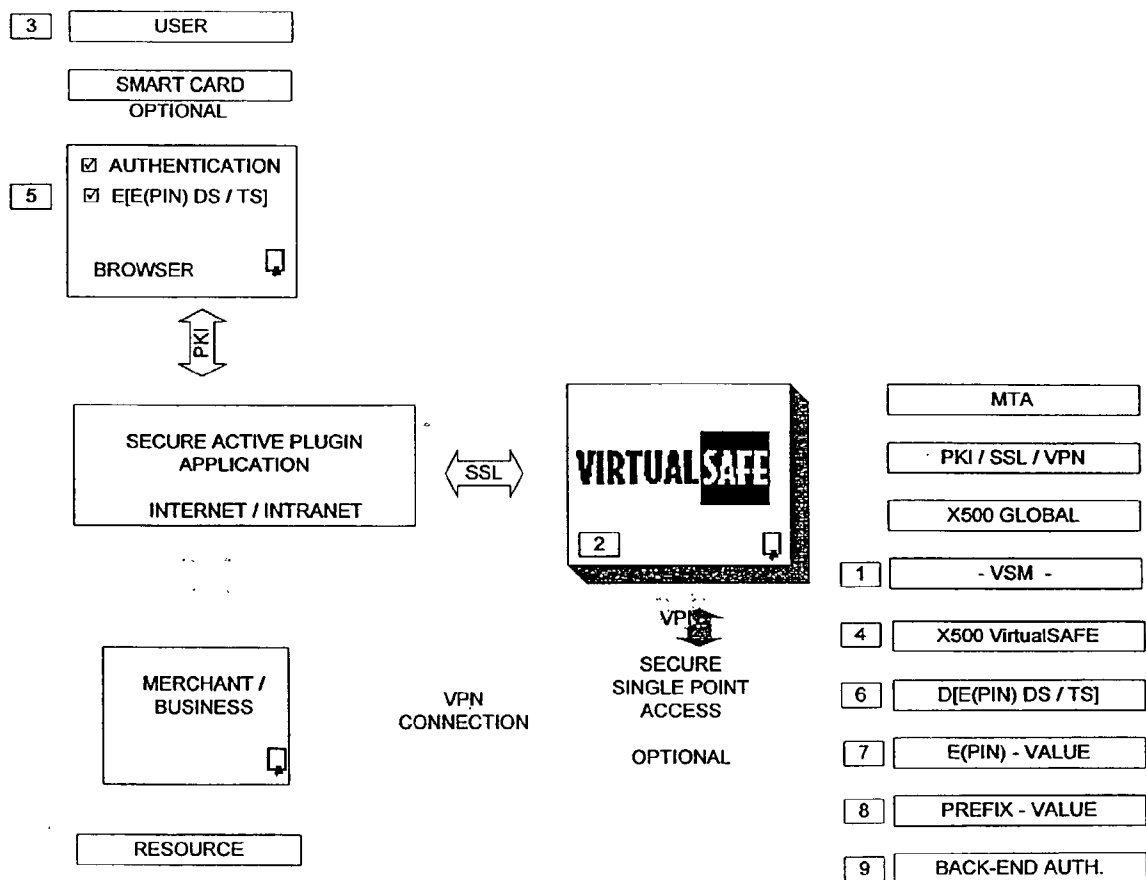 3 USER
SMART CARD
OPTIONAL
☑ AUTHENTICATION
5 ☑ E[E(PIN) DS / TS]
BROWSER
PKI
SECURE ACTIVE PLUGIN
APPLICATION
INTERNET / INTRANET
SSL
VIRTUALSAFE
2
VPN
SECURE
SINGLE POINT
ACCESS
OPTIONAL
MERCHANT /
BUSINESS
VPN
CONNECTION
RESOURCE
MTA
PKI / SSL / VPN
X500 GLOBAL
1 - VSM -
4 X500 VirtualSAFE
6 D[E(PIN) DS / TS]
7 E(PIN) - VALUE
8 PREFIX - VALUE
9 BACK-END AUTH.